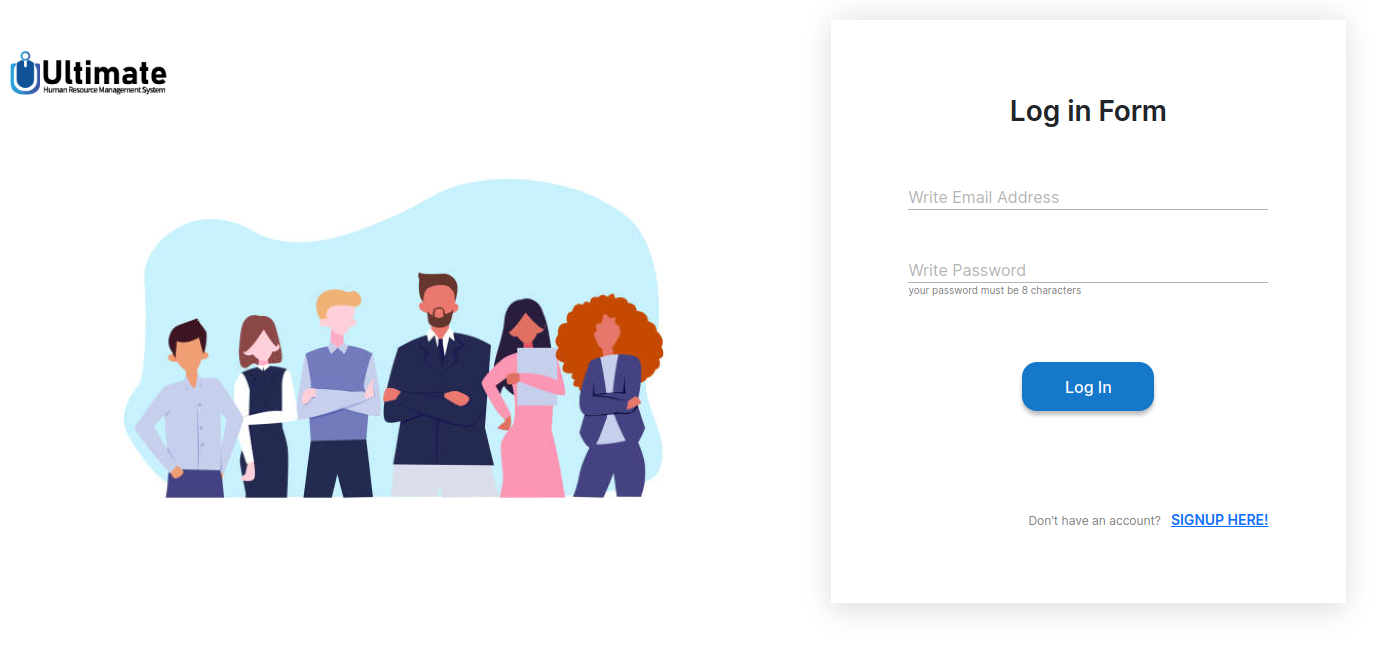 Ultimate
Human Resource Management System
Log in Form
Write Email Address
Write Password
your password must be 8 characters
Log In
Don't have an account? SIGNUP HERE!